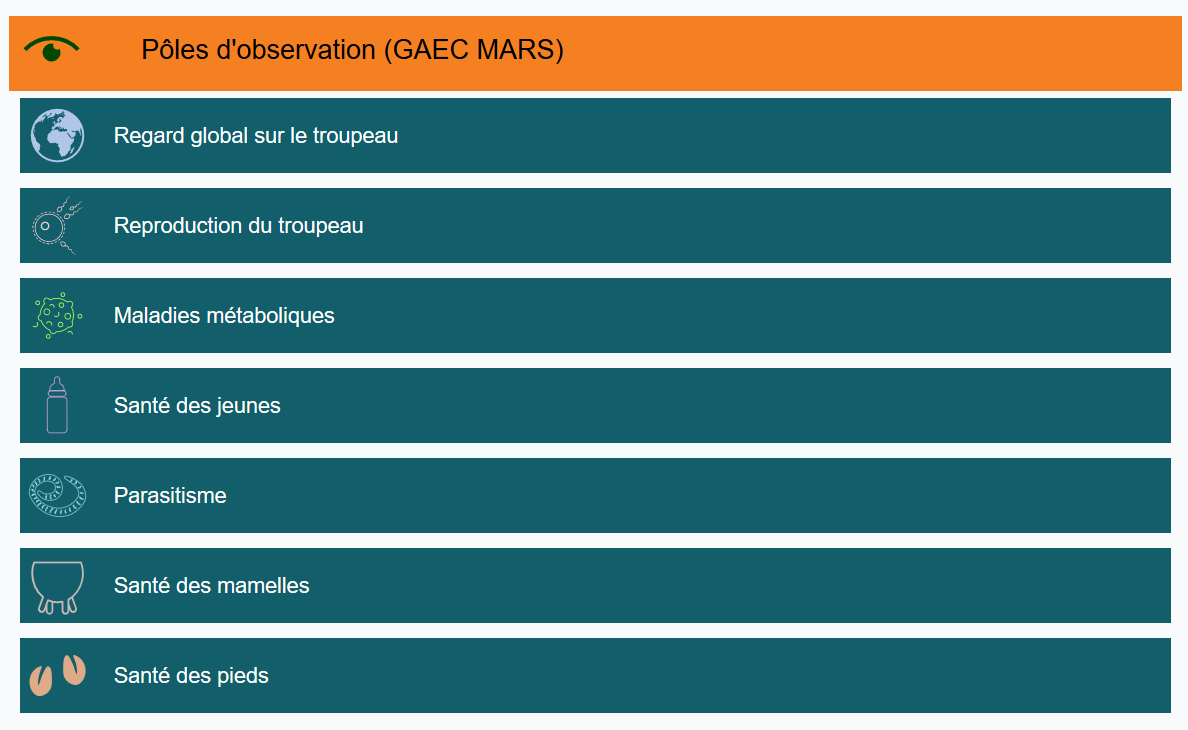 Pôles d'observation (GAEC MARS)
Regard global sur le troupeau
Reproduction du troupeau
Maladies métaboliques
Santé des jeunes
Parasitisme
Santé des mamelles
Santé des pieds